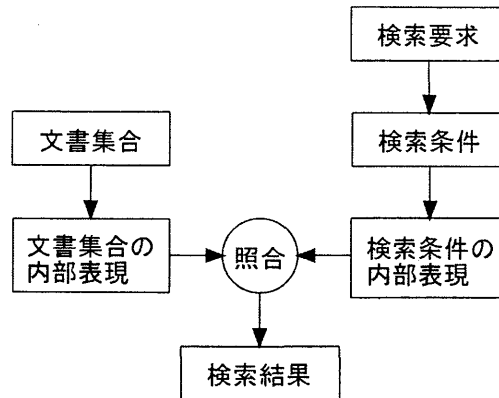 検索要求
文書集合
検索条件
文書集合の
内部表現
照合
検索条件の
内部表現
検索結果